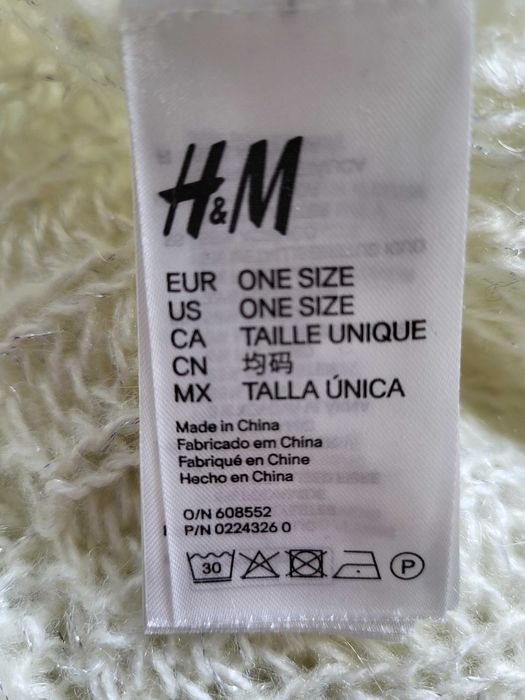 H&M
EUR ONE SIZE
US ONE SIZE
CA TAILLE UNIQUE
CN 均码
MX TALLA ÚNICA
Made in China
Fabricado em China
Fabriqué en Chine
Hecho en China
O/N 608552
P/N 0224326 0
30 P